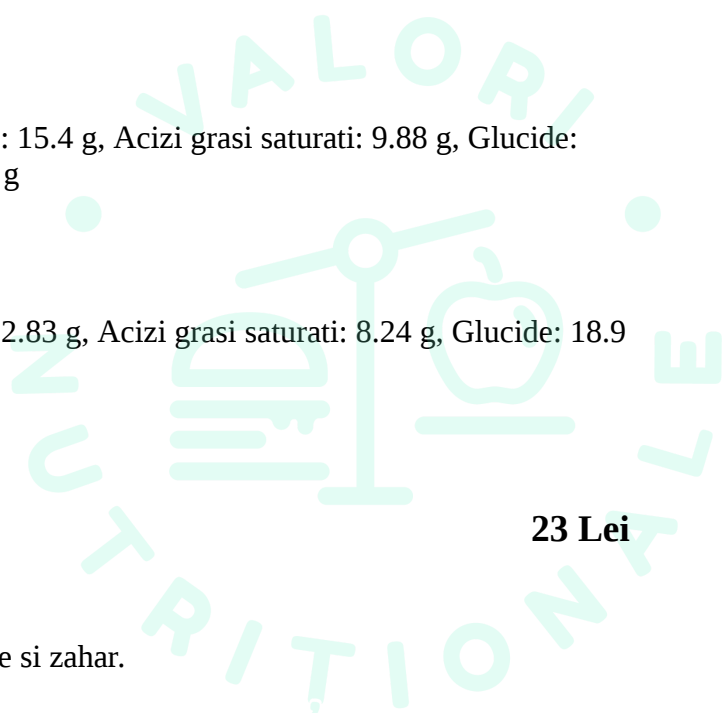 VALORI
: 15.4 g, Acizi grasi saturati: 9.88 g, Glucide:
g
2.83 g, Acizi grasi saturati: 8.24 g, Glucide: 18.9
23 Lei
e si zahar.
NUTRIȚIONALE